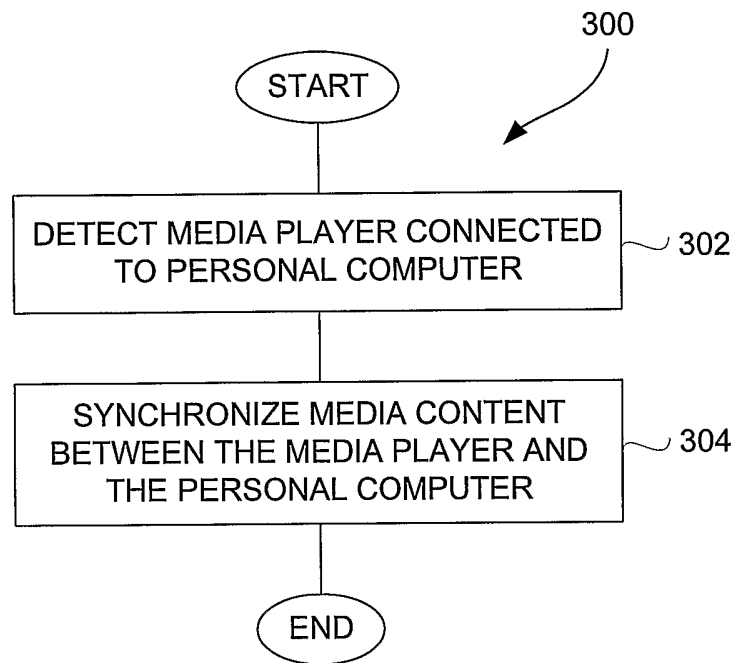 300
START
DETECT MEDIA PLAYER CONNECTED
TO PERSONAL COMPUTER
302
SYNCHRONIZE MEDIA CONTENT
BETWEEN THE MEDIA PLAYER AND
THE PERSONAL COMPUTER
304
END